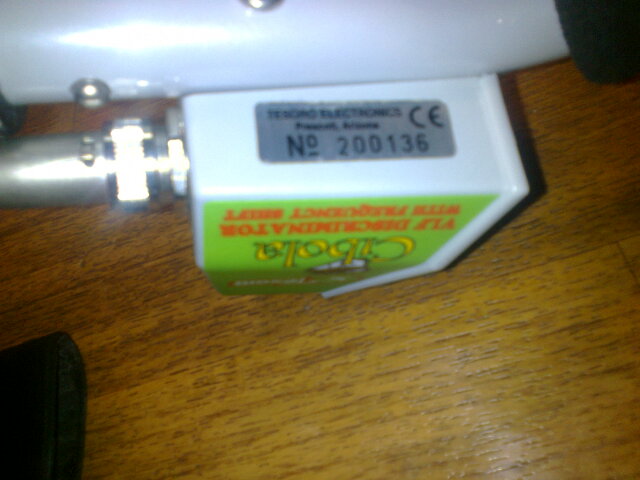 TESORO ELECTRONICS
Prescott, Arizona
CE
Nº 200136
Cibola
VLF DISCRIMINATOR
WITH FREQUENCY SHIFT